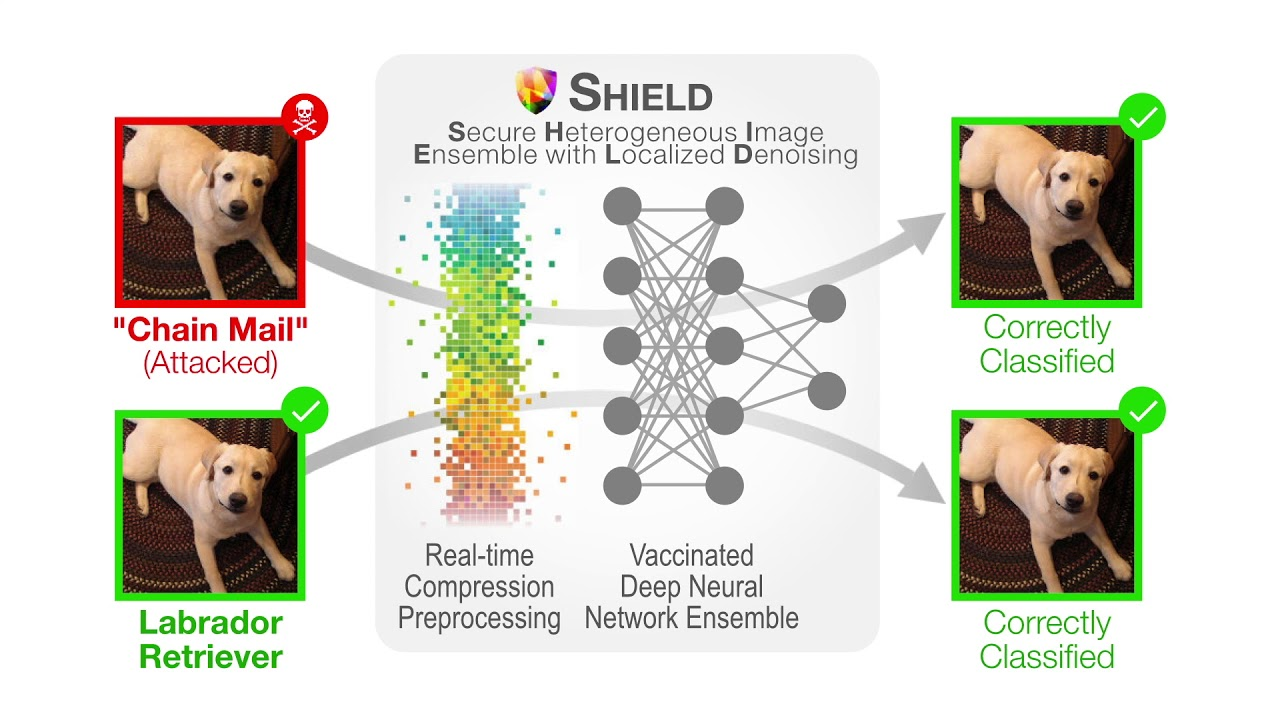 SHIELD
Secure Heterogeneous Image
Ensemble with Localized Denoising
"Chain Mail"
(Attacked)
Labrador
Retriever
Real-time
Compression
Preprocessing
Vaccinated
Deep Neural
Network Ensemble
Correctly
Classified
Correctly
Classified